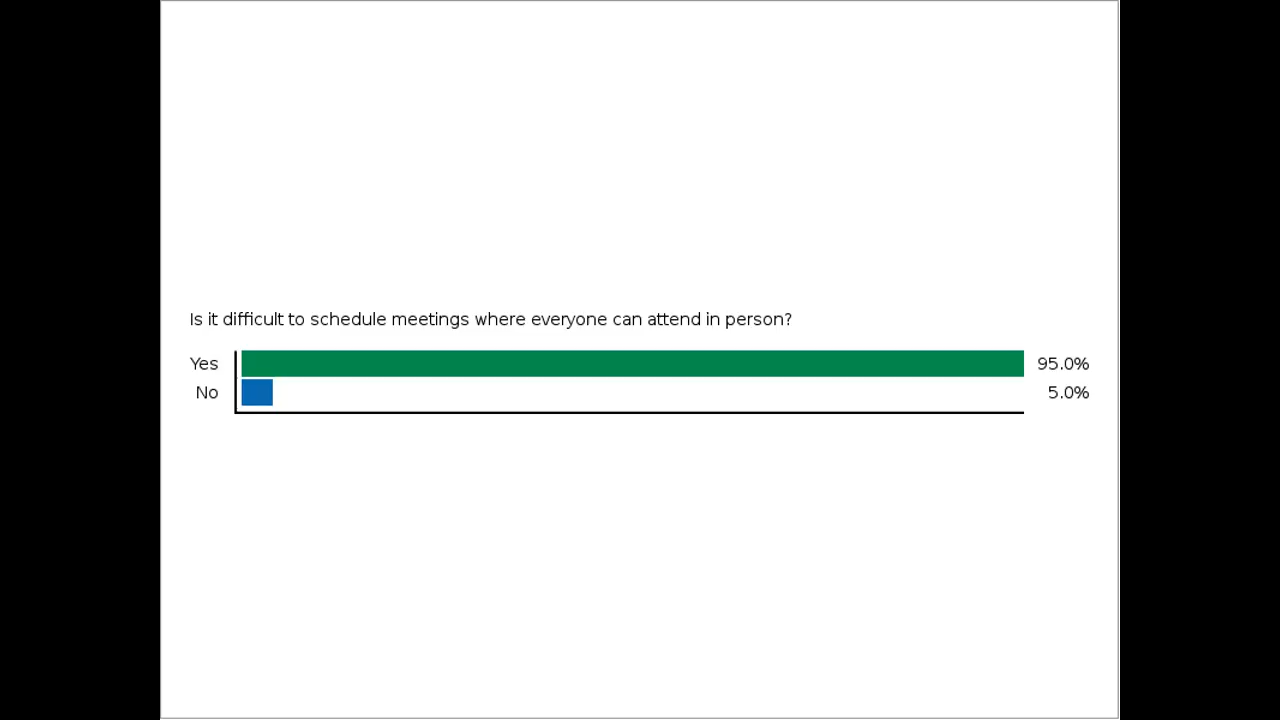 Is it difficult to schedule meetings where everyone can attend in person?
Yes 95.0%
No 5.0%